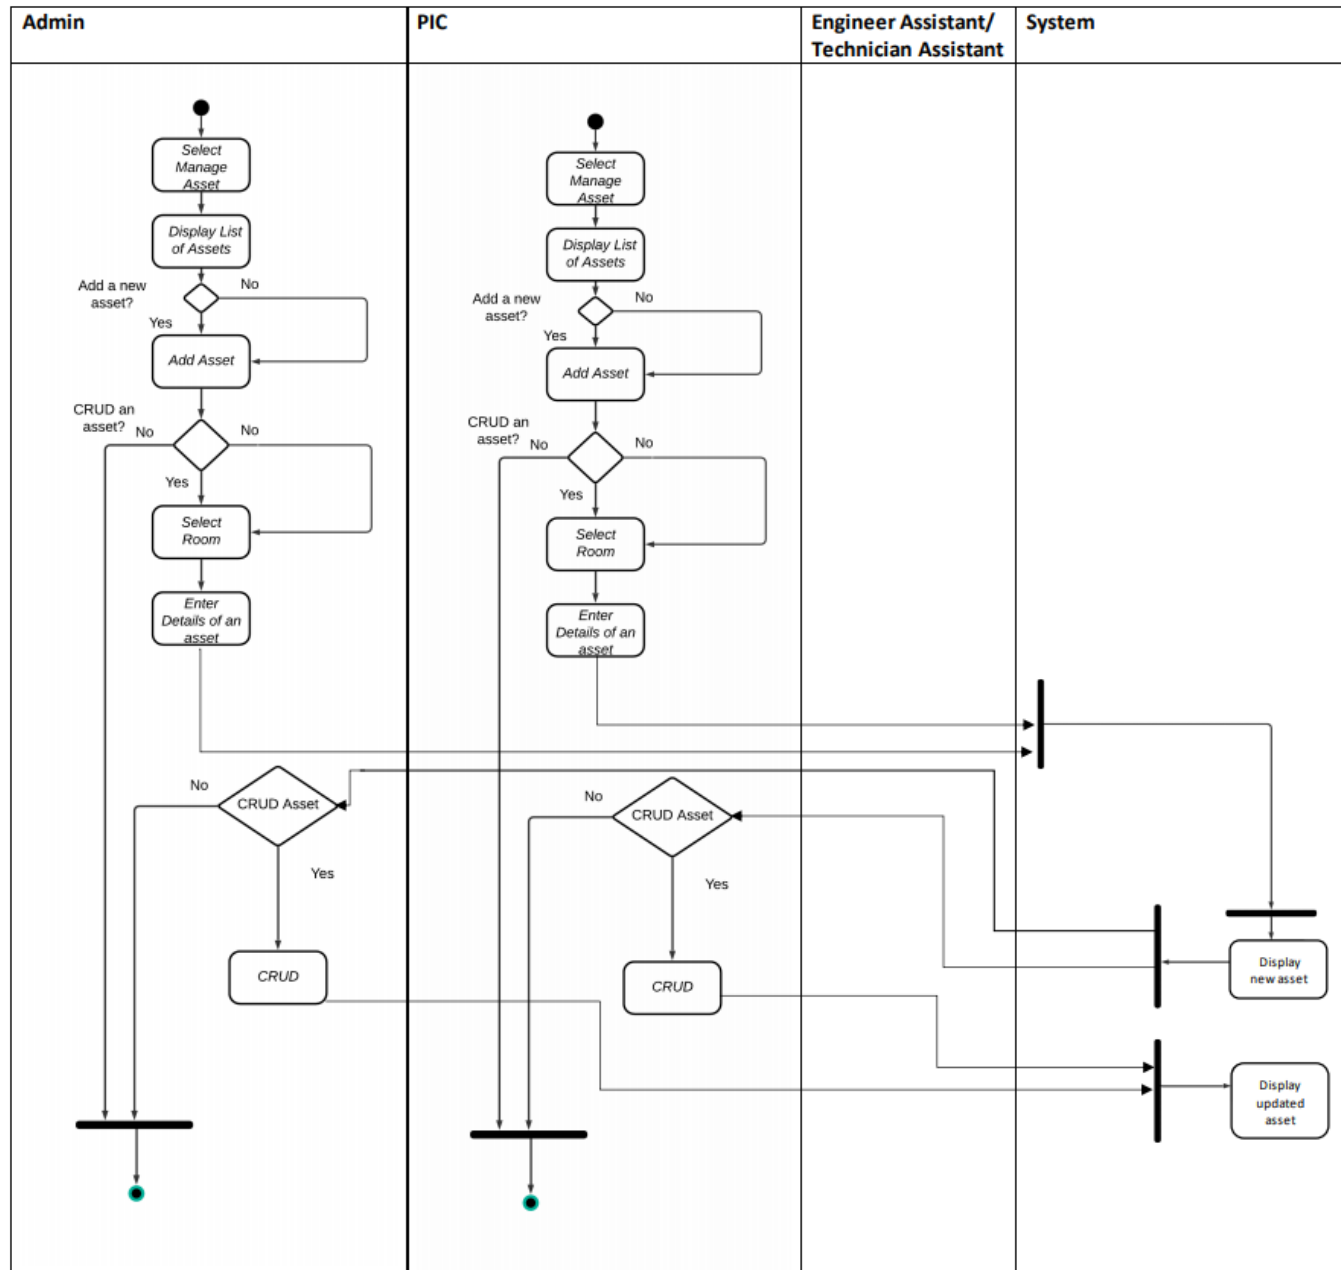 Admin
PIC
Engineer Assistant/
Technician Assistant
System
Select
Manage
Asset
Display List
of Assets
Add a new
asset?
No
Yes
Add Asset
CRUD an
asset?
No
No
Yes
Select
Room
Enter
Details of an
asset
No
CRUD Asset
Yes
CRUD
Select
Manage
Asset
Display List
of Assets
Add a new
asset?
No
Yes
Add Asset
CRUD an
asset?
No
No
Yes
Select
Room
Enter
Details of an
asset
No
CRUD Asset
Yes
CRUD
Display
new asset
Display
updated
asset